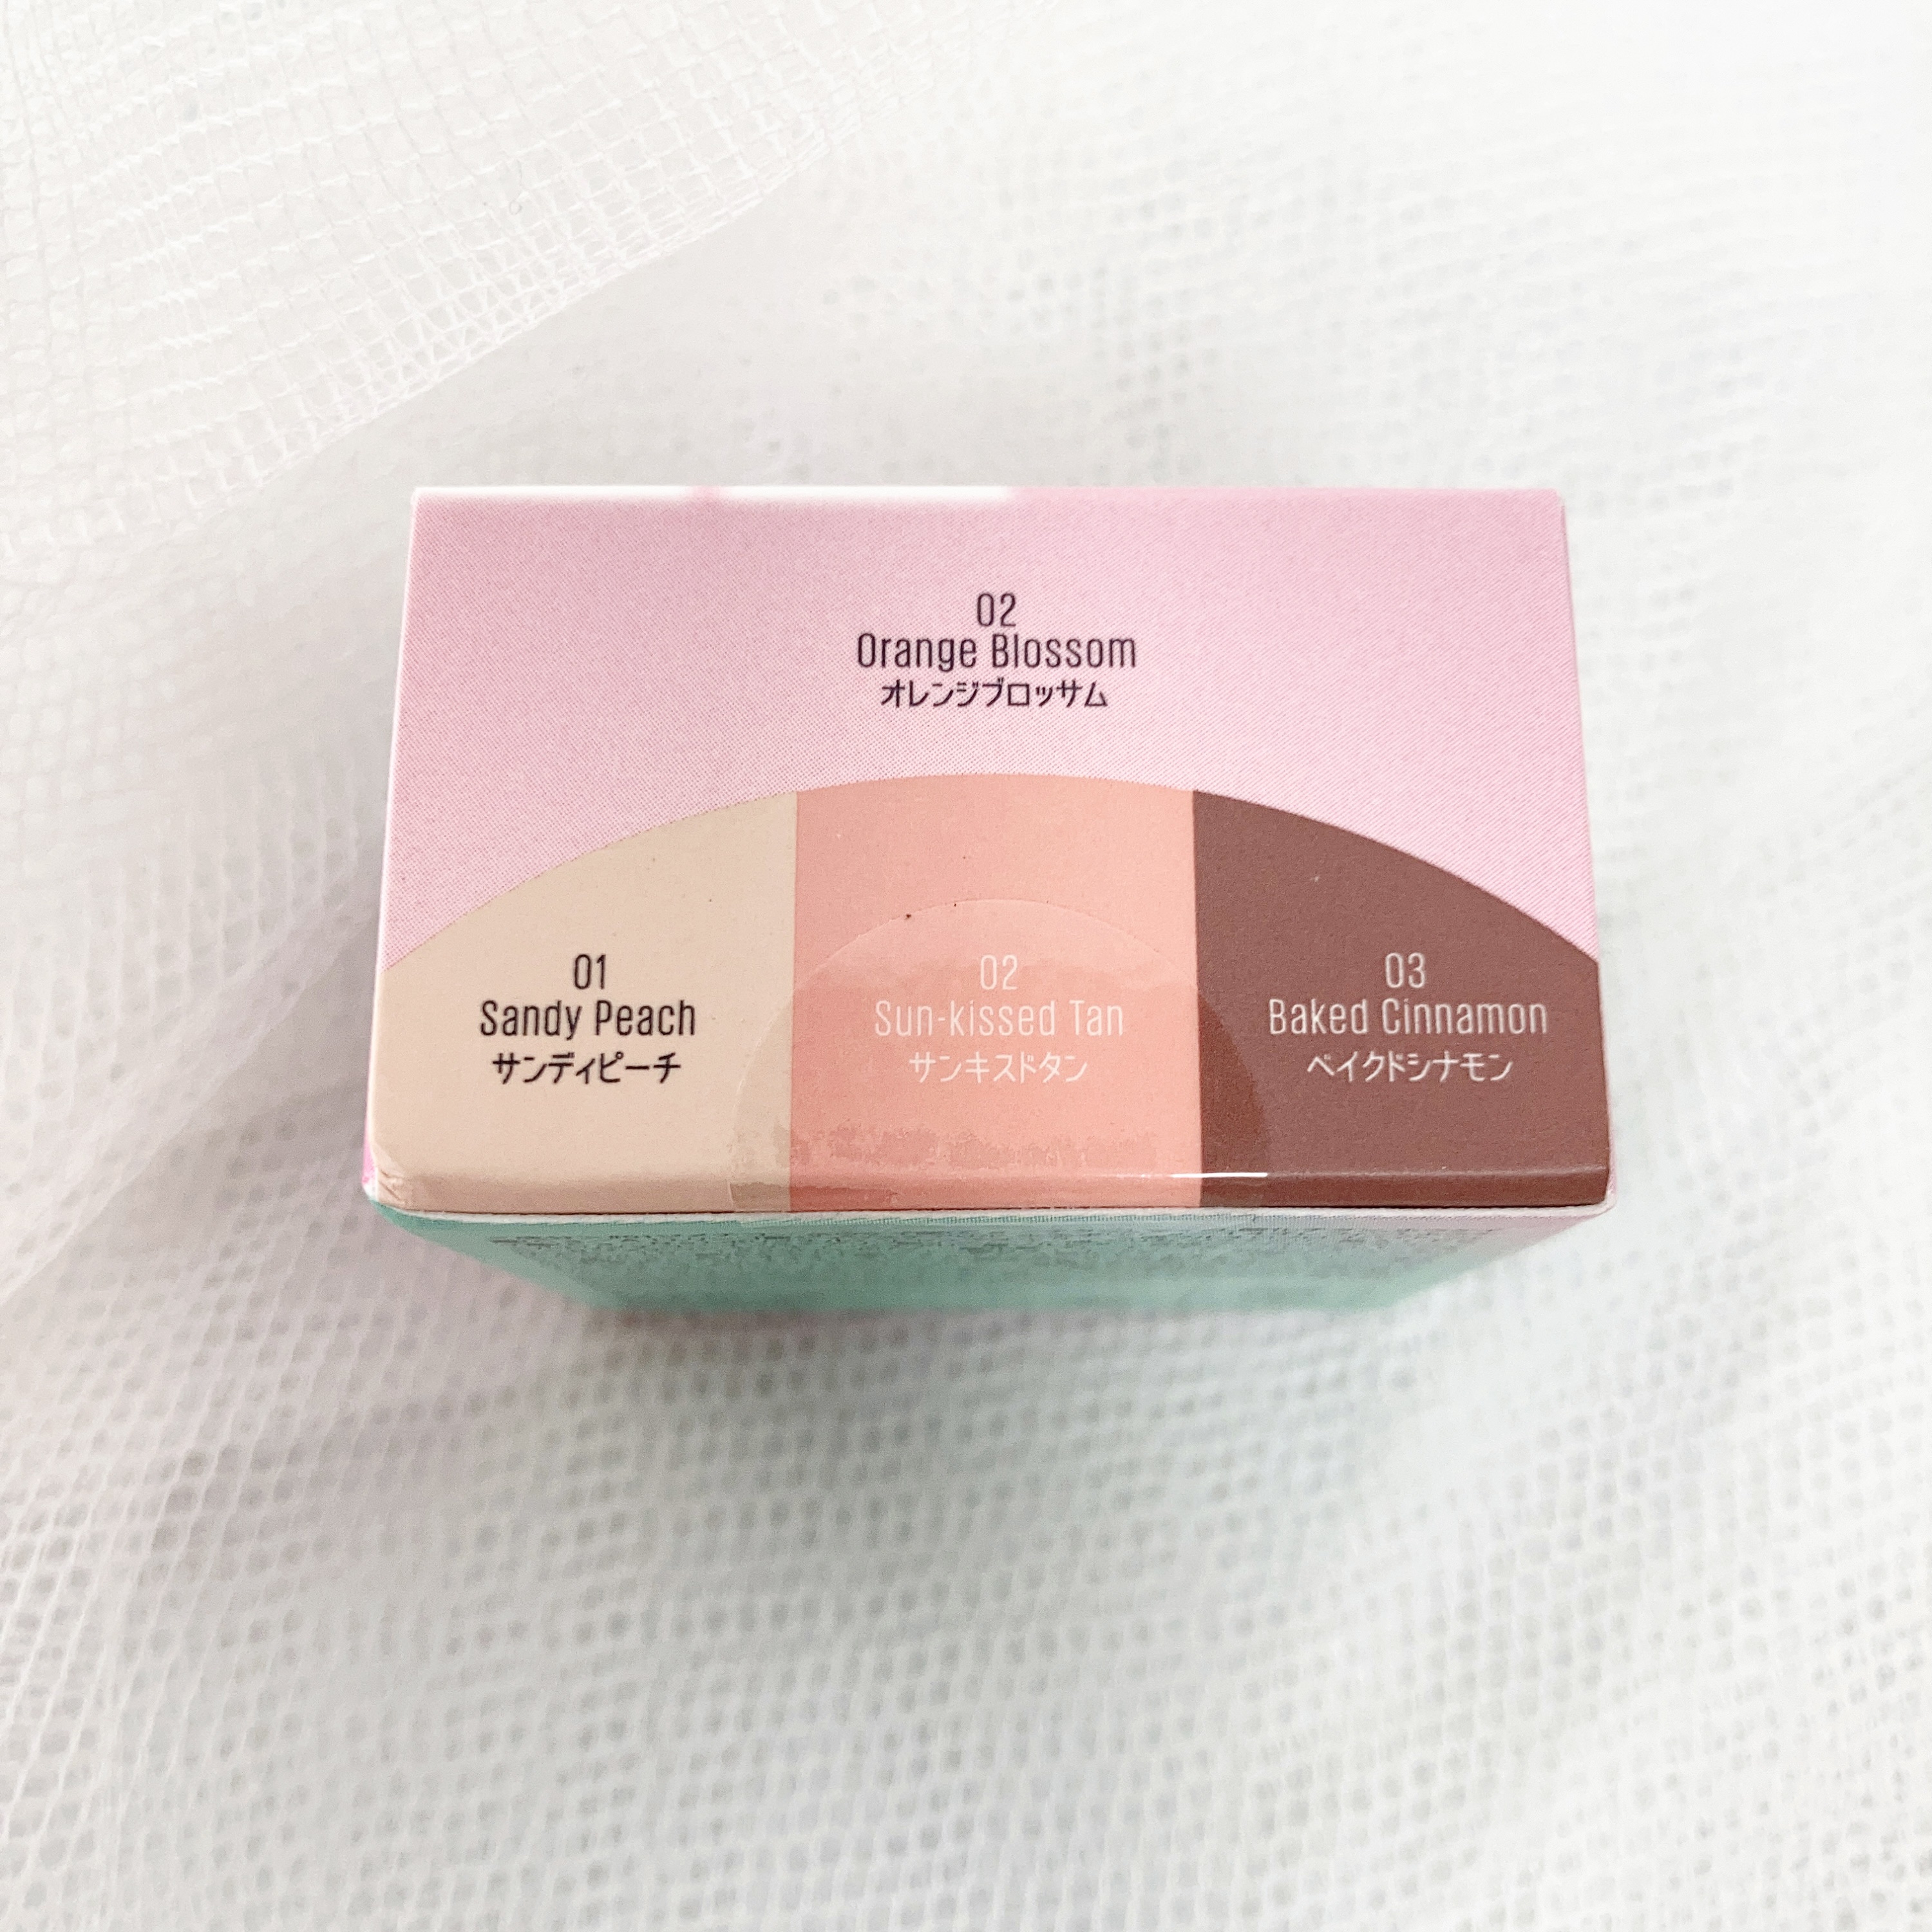 02
Orange Blossom
オレンジブロッサム
01
Sandy Peach
サンディピーチ
02
Sun-kissed Tan
サンキスドタン
03
Baked Cinnamon
ベイクドシナモン